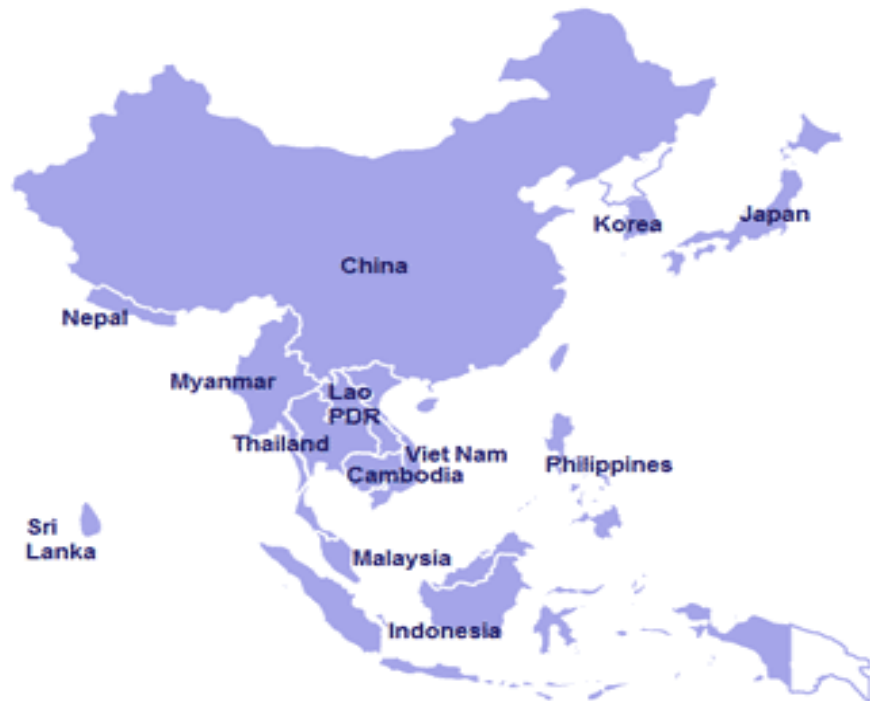 Korea
Japan
China
Nepal
Myanmar
Lao
PDR
Thailand
Viet Nam
Cambodia
Philippines
Sri
Lanka
Malaysia
Indonesia